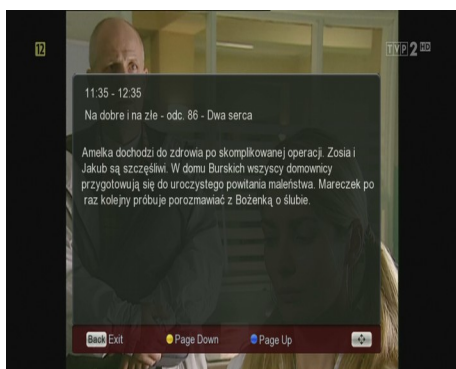 12
TVP 2 HD
11:35 - 12:35
Na dobre i na złe - odc. 86 - Dwa serca
Amelka dochodzi do zdrowia po skomplikowanej operacji. Zosia i
Jakub są szczęśliwi. W domu Burskich wszyscy domownicy
przygotowują się do uroczystego powitania maleństwa. Mareczek po
raz kolejny próbuje porozmawiać z Bożenką o ślubie.
Back Exit Page Down Page Up